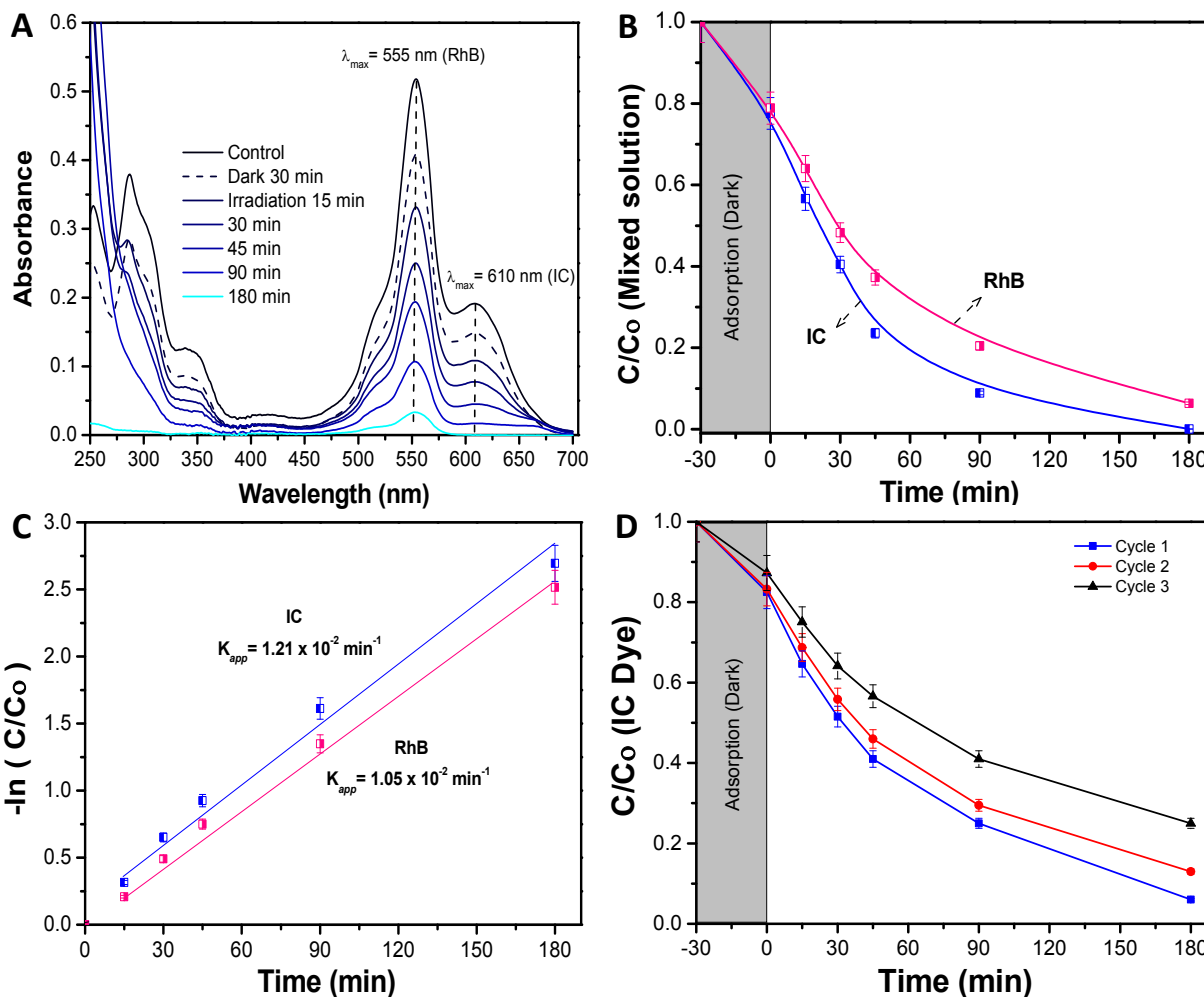 A
0.6
0.5
0.4
0.3
0.2
0.1
0.0
Absorbance
λmax= 555 nm (RhB)
λmax= 610 nm (IC)
Control
Dark 30 min
Irradiation 15 min
30 min
45 min
90 min
180 min
250 300 350 400 450 500 550 600 650 700
Wavelength (nm)
B
1.0
0.8
0.6
0.4
0.2
0.0
C/Co (Mixed solution)
Adsorption (Dark)
RhB
IC
-30 0 30 60 90 120 150 180
Time (min)
C
3.0
2.5
2.0
1.5
1.0
0.5
0.0
-ln ( C/Co )
IC
Kapp= 1.21 x 10-2 min-1
RhB
Kapp= 1.05 x 10-2 min-1
0 30 60 90 120 150 180
Time (min)
D
1.0
0.8
0.6
0.4
0.2
0.0
C/Co (IC Dye)
Adsorption (Dark)
Cycle 1
Cycle 2
Cycle 3
-30 0 30 60 90 120 150 180
Time (min)